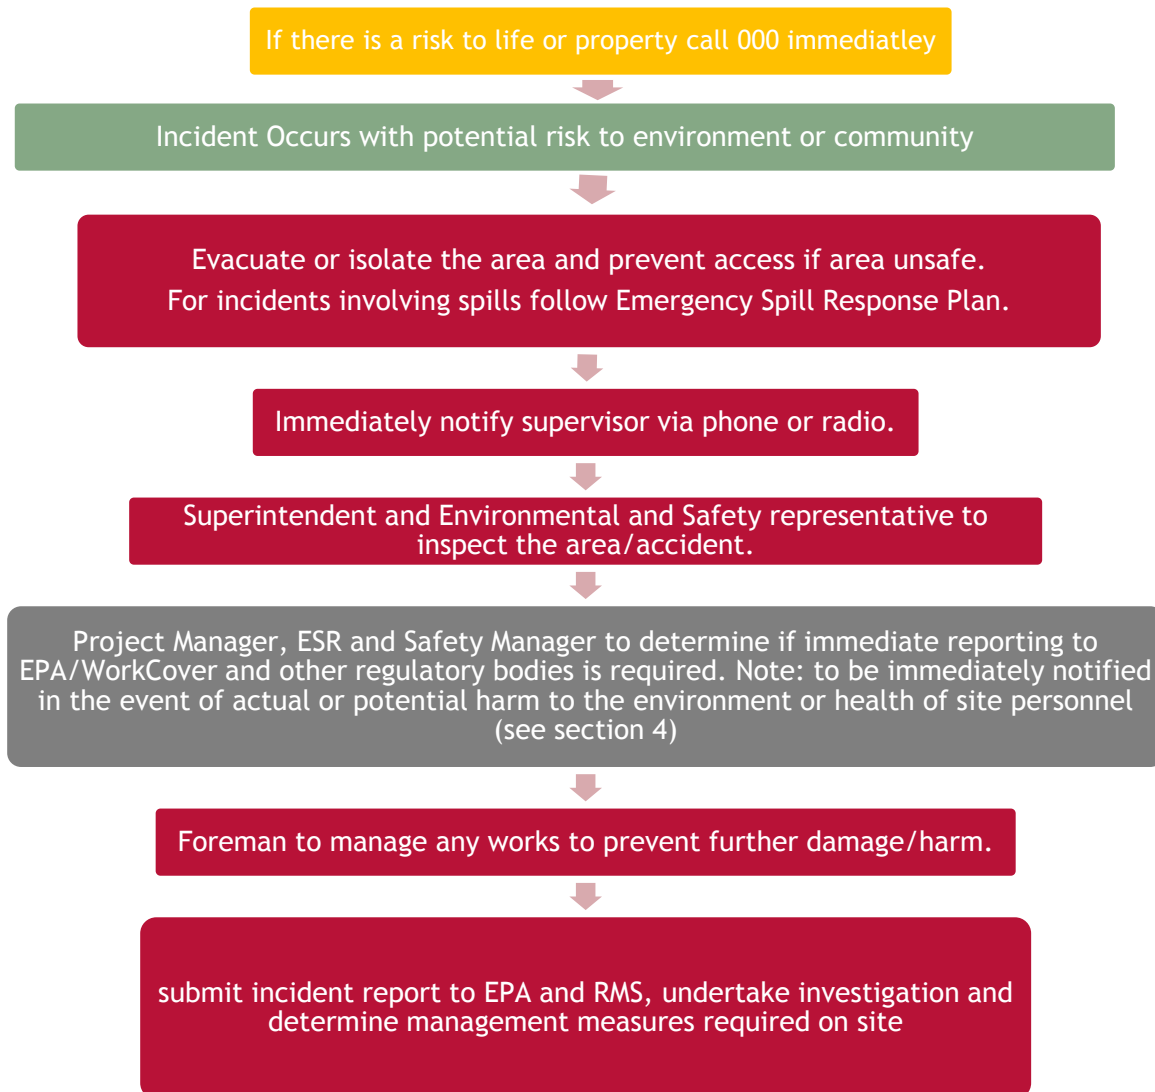 If there is a risk to life or property call 000 immediatley
Incident Occurs with potential risk to environment or community
Evacuate or isolate the area and prevent access if area unsafe.
For incidents involving spills follow Emergency Spill Response Plan.
Immediately notify supervisor via phone or radio.
Superintendent and Environmental and Safety representative to
inspect the area/accident.
Project Manager, ESR and Safety Manager to determine if immediate reporting to
EPA/WorkCover and other regulatory bodies is required. Note: to be immediately notified
in the event of actual or potential harm to the environment or health of site personnel
(see section 4)
Foreman to manage any works to prevent further damage/harm.
submit incident report to EPA and RMS, undertake investigation and
determine management measures required on site